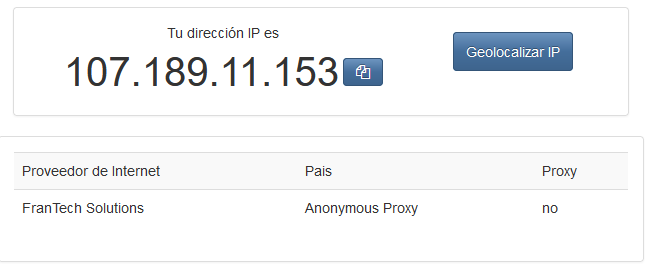 Tu dirección IP es
107.189.11.153
Geolocalizar IP
Proveedor de Internet Pais Proxy
FranTech Solutions Anonymous Proxy no